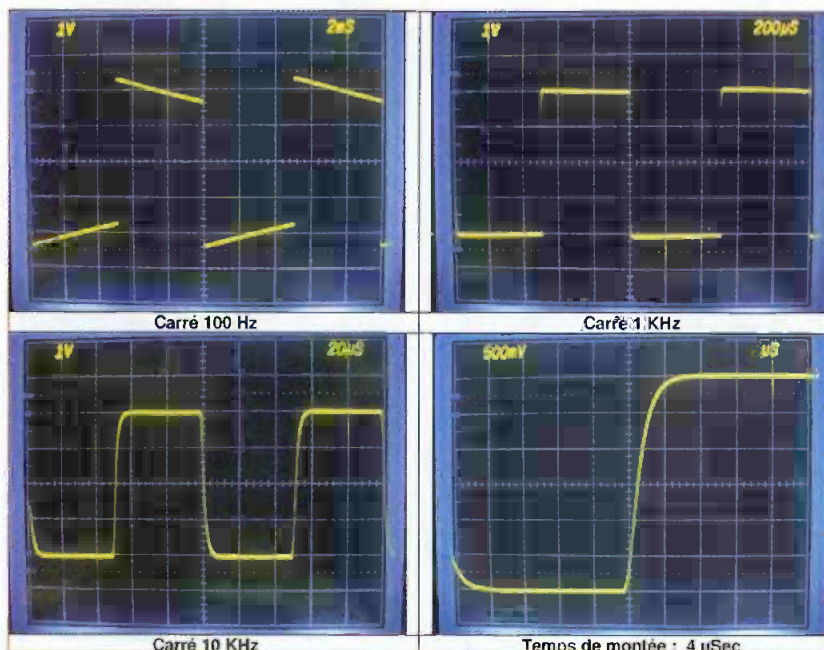 1V 2mS
1V 200µS
Carré 100 Hz
Carré 1 KHz
1V 20µS
500mV µS
Carré 10 KHz
Temps de montée : 4 µSec